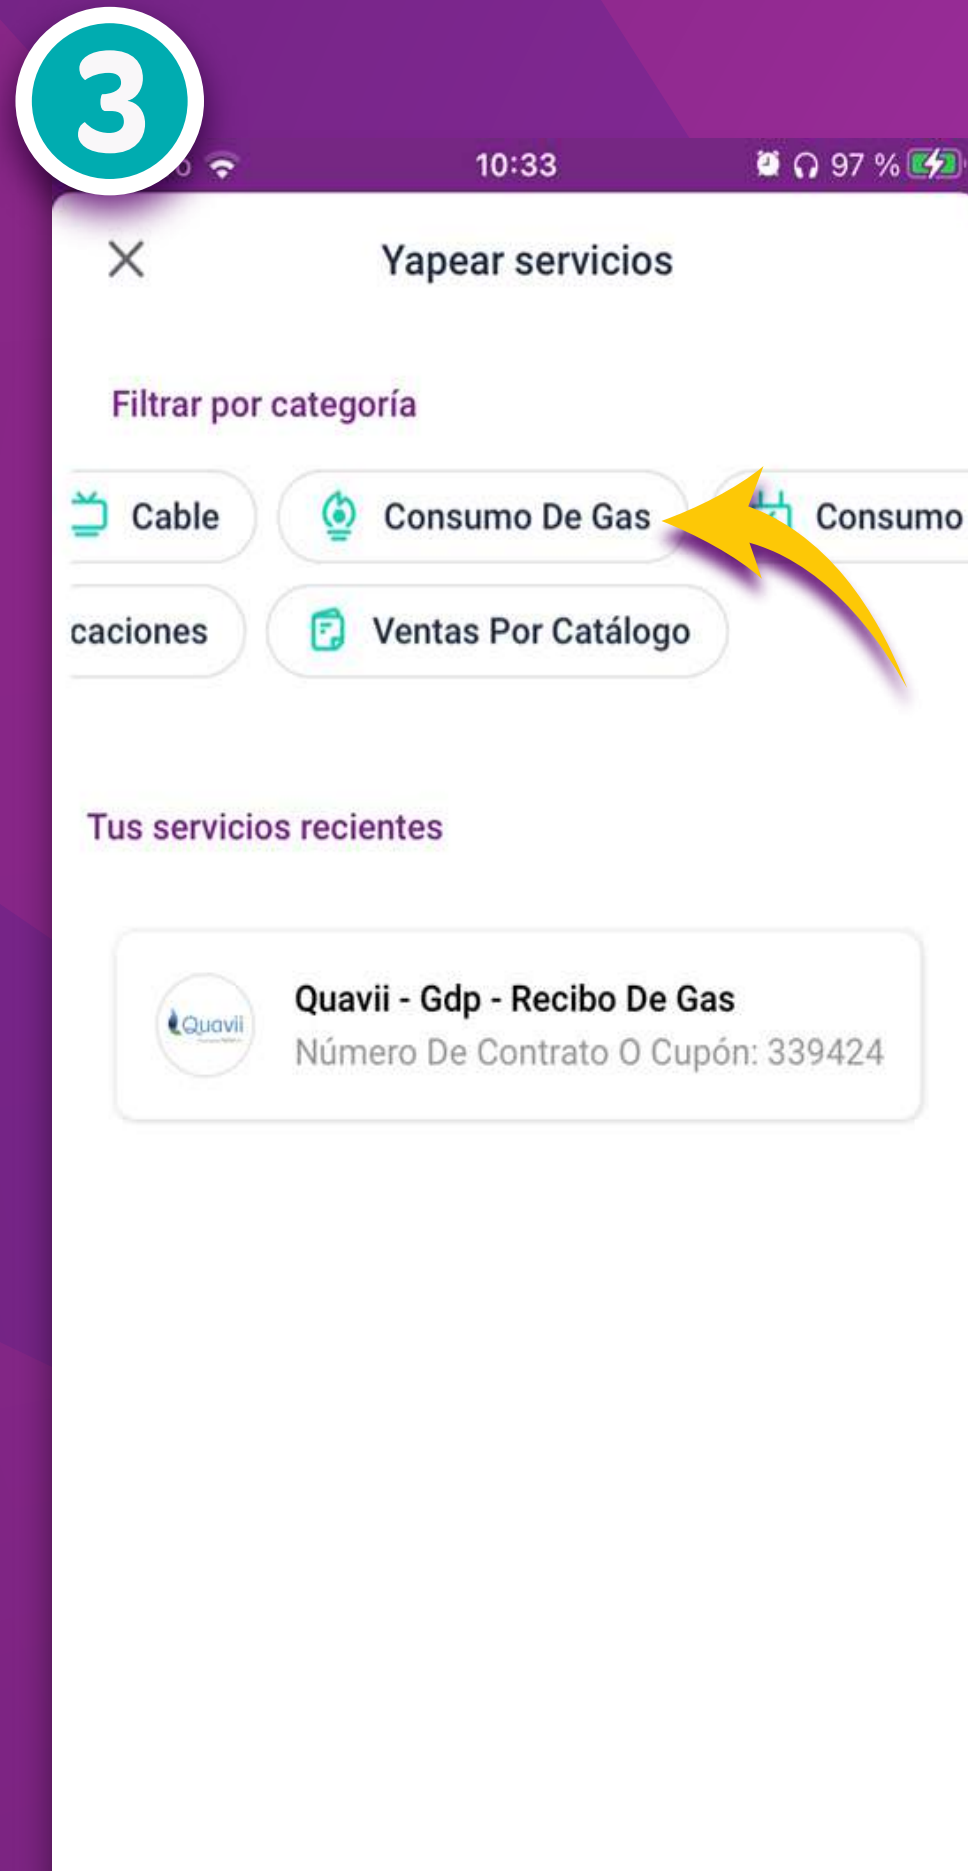 3
10:33
97 %
Yapear servicios
Filtrar por categoría
Cable
Consumo De Gas
Consumo
caciones
Ventas Por Catálogo
Tus servicios recientes
Quavii
Quavii - Gdp - Recibo De Gas
Número De Contrato O Cupón: 339424